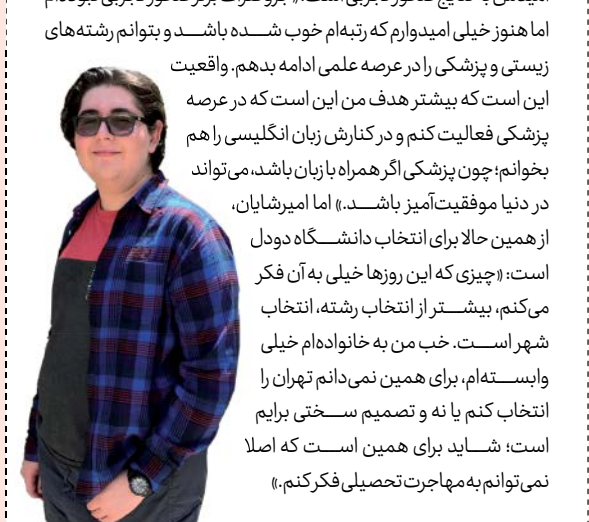 اما هنوز خیلی امیدوارم که رتبه‌ام خوب شده باشد و بتوانم رشته‌های
زیستی و پزشکی را در عرصه علمی ادامه بدهم. واقعیت
این است که بیشتر هدف من این است که در عرصه
پزشکی فعالیت کنم و در کنارش زبان انگلیسی را هم
بخوانم؛ چون پزشکی اگر همراه با زبان باشد، می‌تواند
در دنیا موفقیت‌آمیز باشد.» اما امیرشایان،
از همین حالا برای انتخاب دانشگاه دودل
است: «چیزی که این روزها خیلی به آن فکر
می‌کنم، بیشتر از انتخاب رشته، انتخاب
شهر است. خب من به خانواده‌ام خیلی
وابسته‌ام، برای همین نمی‌دانم تهران را
انتخاب کنم یا نه و تصمیم سختی برایم
است؛ شاید برای همین است که اصلا
نمی‌توانم به مهاجرت تحصیلی فکر کنم.»